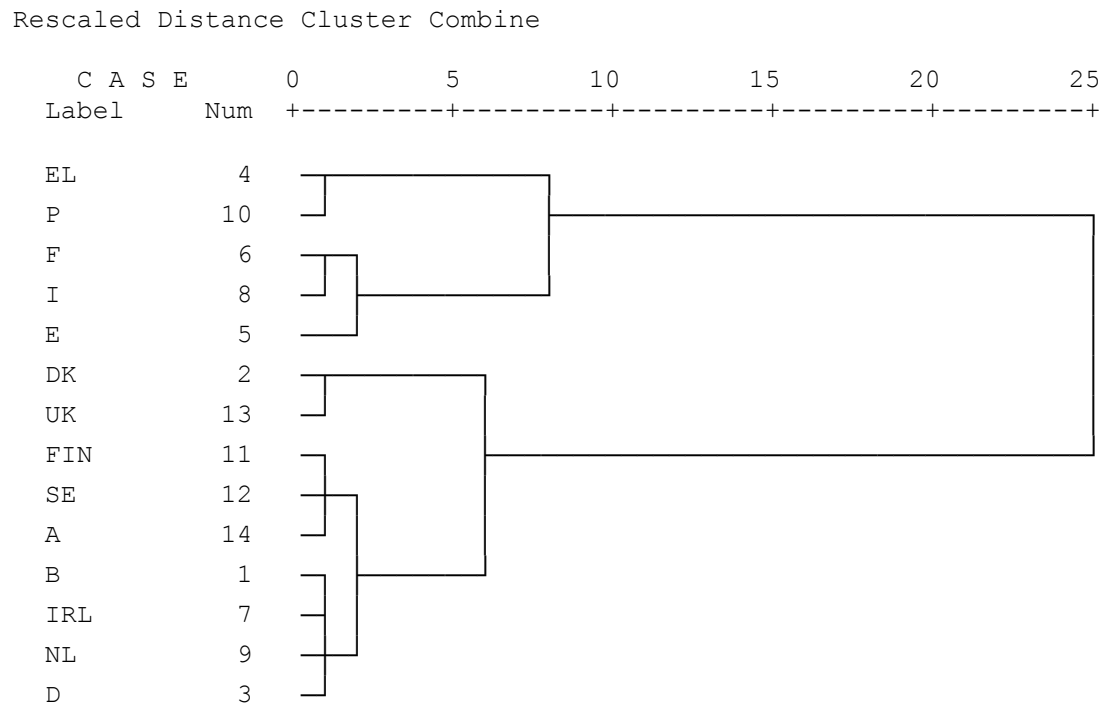 Rescaled Distance Cluster Combine
C A S E 0 5 10 15 20 25
Label Num +---------+---------+---------+---------+---------+
EL 4
P 10
F 6
I 8
E 5
DK 2
UK 13
FIN 11
SE 12
A 14
B 1
IRL 7
NL 9
D 3